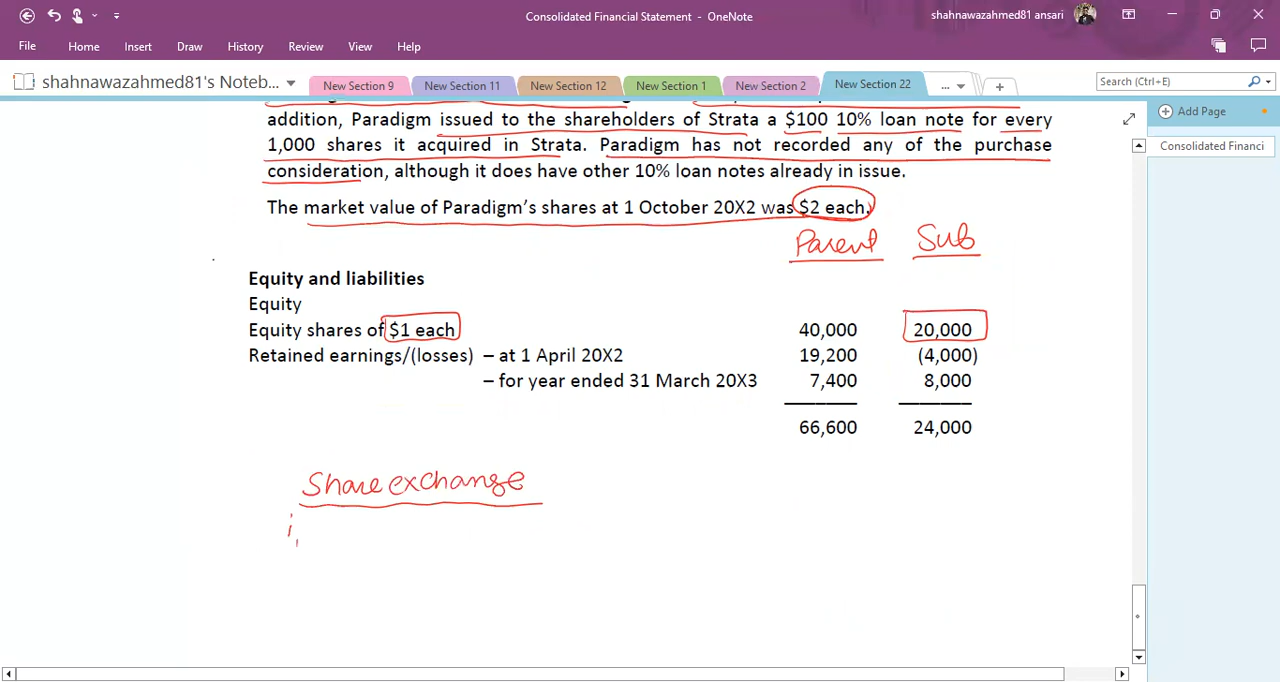 Consolidated Financial Statement - OneNote
shahnawazahmed81 ansari
File Home Insert Draw History Review View Help
shahnawazahmed81's Noteb...
New Section 9 New Section 11 New Section 12 New Section 1 New Section 2 New Section 22 ...
Search (Ctrl+E)
Add Page
Consolidated Financi
addition, Paradigm issued to the shareholders of Strata a $100 10% loan note for every
1,000 shares it acquired in Strata. Paradigm has not recorded any of the purchase
consideration, although it does have other 10% loan notes already in issue.
The market value of Paradigm's shares at 1 October 20X2 was $2 each.
Parent Sub
Equity and liabilities
Equity
Equity shares of $1 each 40,000 20,000
Retained earnings/(losses) – at 1 April 20X2 19,200 (4,000)
– for year ended 31 March 20X3 7,400 8,000
66,600 24,000
Share exchange
i,